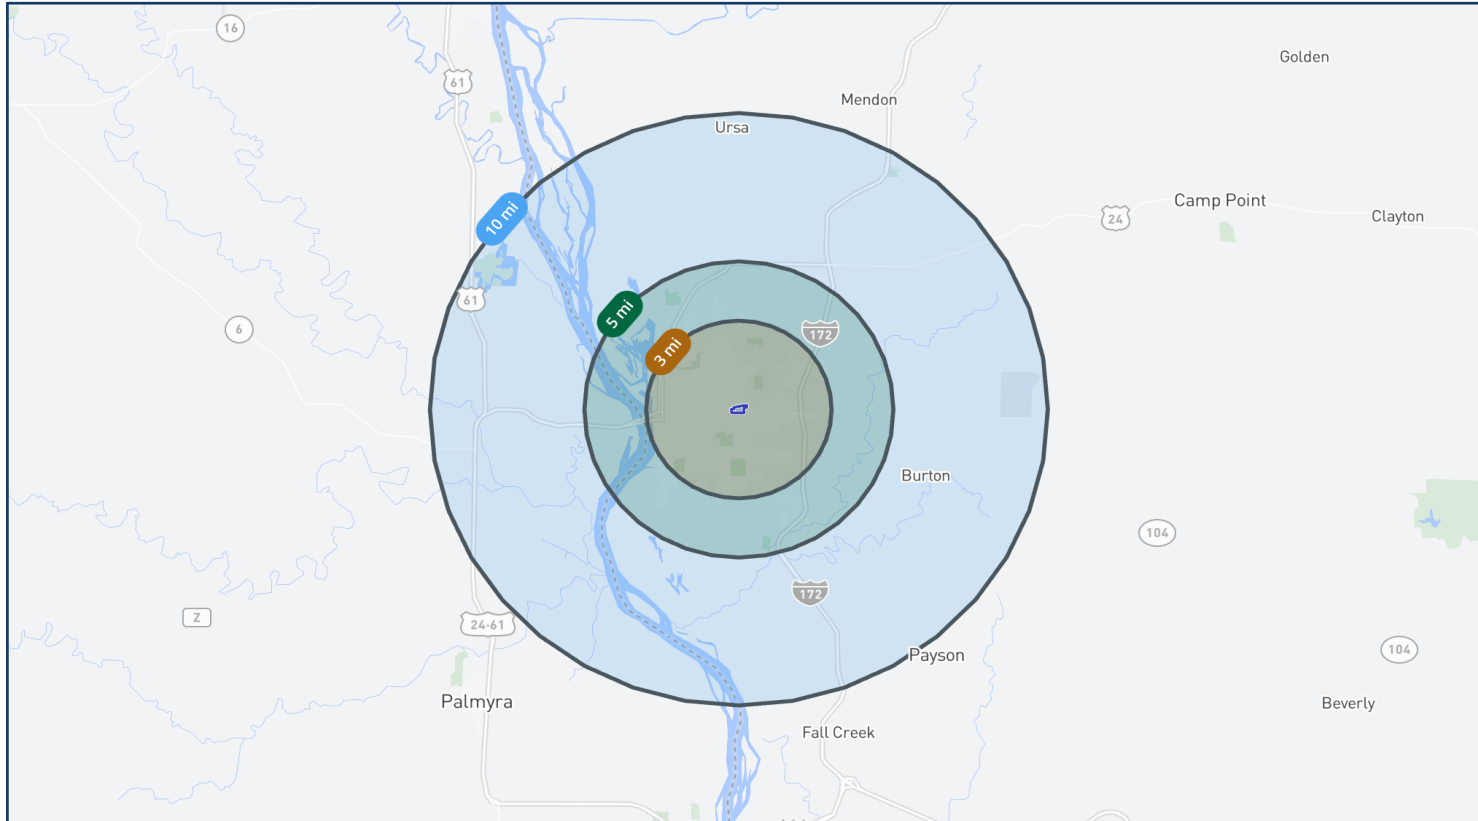 16
Golden
61
Mendon
Ursa
Camp Point
24
Clayton
10 mi
61
5 mi
6
172
3 mi
Burton
104
172
Z
24-61
Payson
104
Palmyra
Beverly
Fall Creek